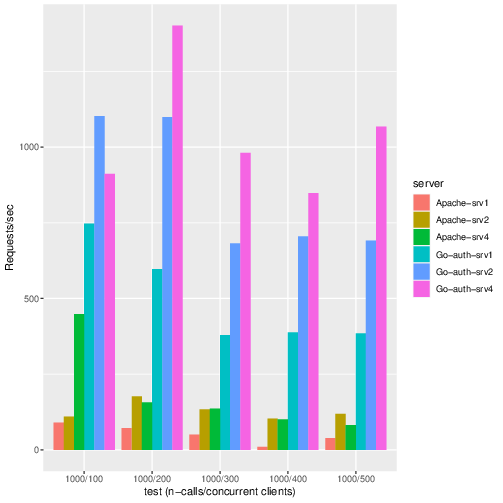 1000
500
0
Requests/sec
1000/100 1000/200 1000/300 1000/400 1000/500
test (n−calls/concurrent clients)
server
Apache−srv1
Apache−srv2
Apache−srv4
Go−auth−srv1
Go−auth−srv2
Go−auth−srv4